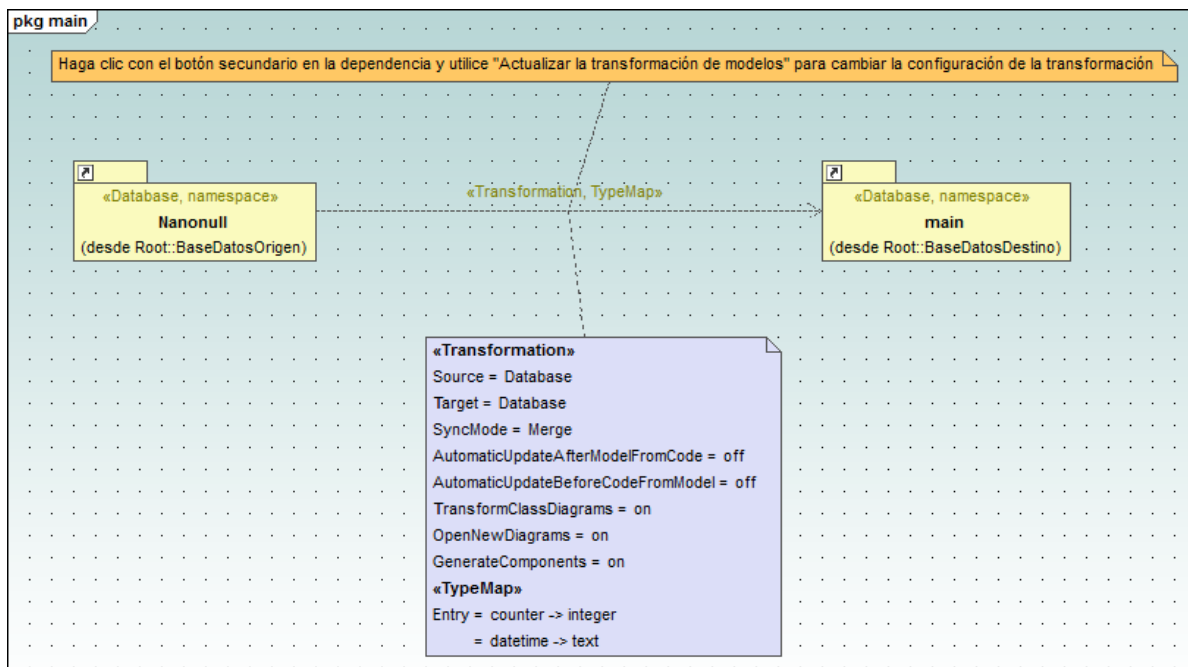 pkg main
Haga clic con el botón secundario en la dependencia y utilice "Actualizar la transformación de modelos" para cambiar la configuración de la transformación
«Database, namespace»
Nanonull
(desde Root::BaseDatosOrigen)
«Transformation, TypeMap»
«Database, namespace»
main
(desde Root::BaseDatosDestino)
«Transformation»
Source = Database
Target = Database
SyncMode = Merge
AutomaticUpdateAfterModelFromCode = off
AutomaticUpdateBeforeCodeFromModel = off
TransformClassDiagrams = on
OpenNewDiagrams = on
GenerateComponents = on
«TypeMap»
Entry = counter -> integer
= datetime -> text